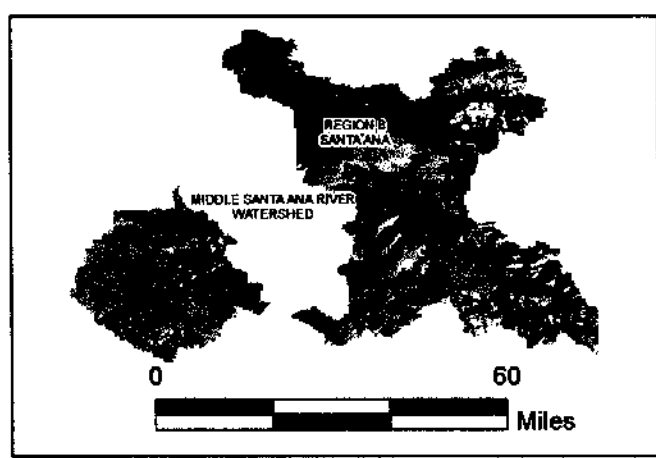 REGION 8
SANTA ANA
MIDDLE SANTA ANA RIVER
WATERSHED
0 60
Miles